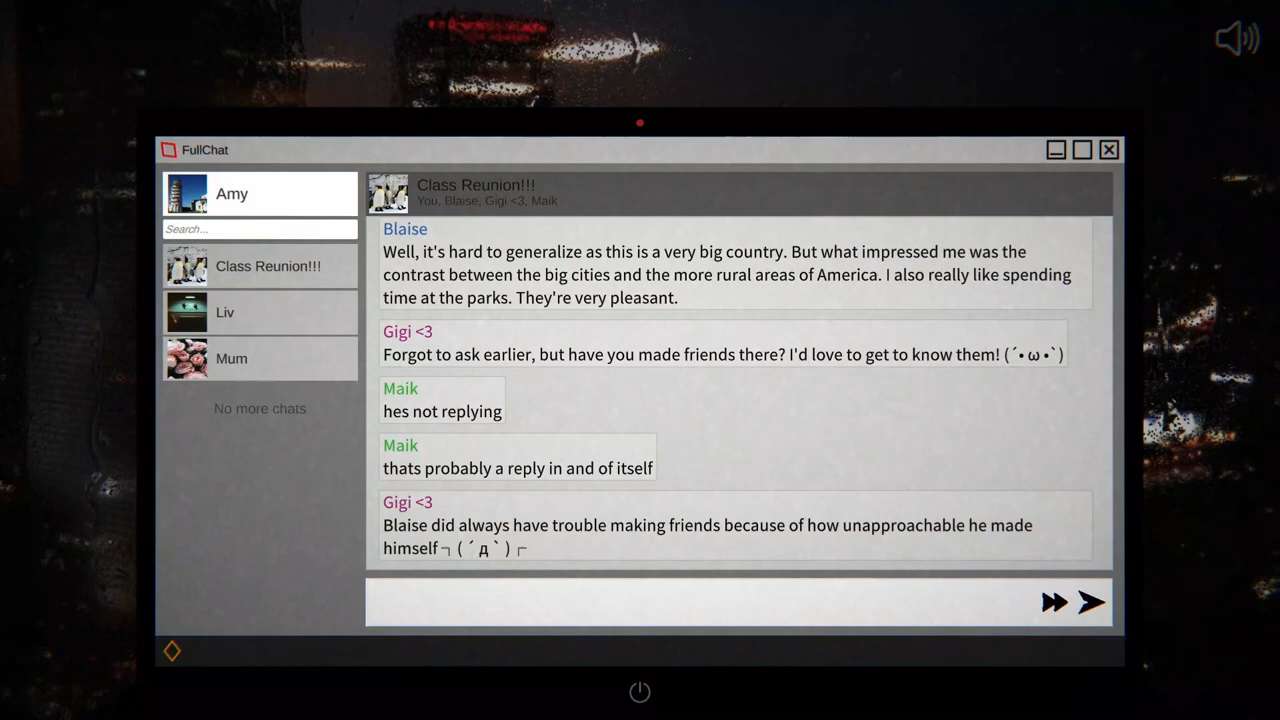 FullChat
Amy
Search...
Class Reunion!!!
Liv
Mum
No more chats
Class Reunion!!!
You, Blaise, Gigi <3, Maik
Blaise
Well, it's hard to generalize as this is a very big country. But what impressed me was the
contrast between the big cities and the more rural areas of America. I also really like spending
time at the parks. They're very pleasant.
Gigi <3
Forgot to ask earlier, but have you made friends there? I'd love to get to know them! (´•ω•`)
Maik
hes not replying
Maik
thats probably a reply in and of itself
Gigi <3
Blaise did always have trouble making friends because of how unapproachable he made
himself ┐( ´ д ` ) ┌